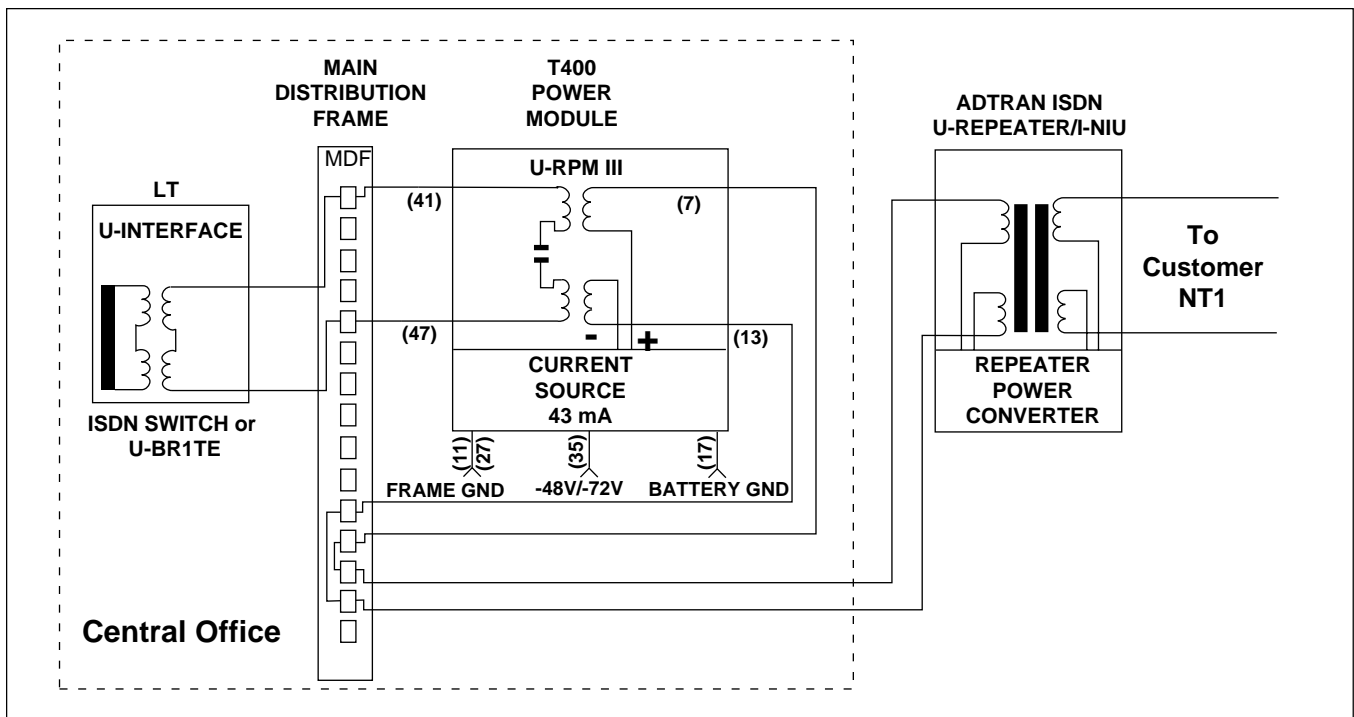 MAIN
DISTRIBUTION
FRAME
T400
POWER
MODULE
ADTRAN ISDN
U-REPEATER/I-NIU
MDF
U-RPM III
LT
U-INTERFACE
(41)
(7)
To
Customer
NT1
(47)
- +
(13)
CURRENT
SOURCE
43 mA
REPEATER
POWER
CONVERTER
ISDN SWITCH or
U-BR1TE
(11)
(27)
(35)
(17)
FRAME GND
-48V/-72V
BATTERY GND
Central Office